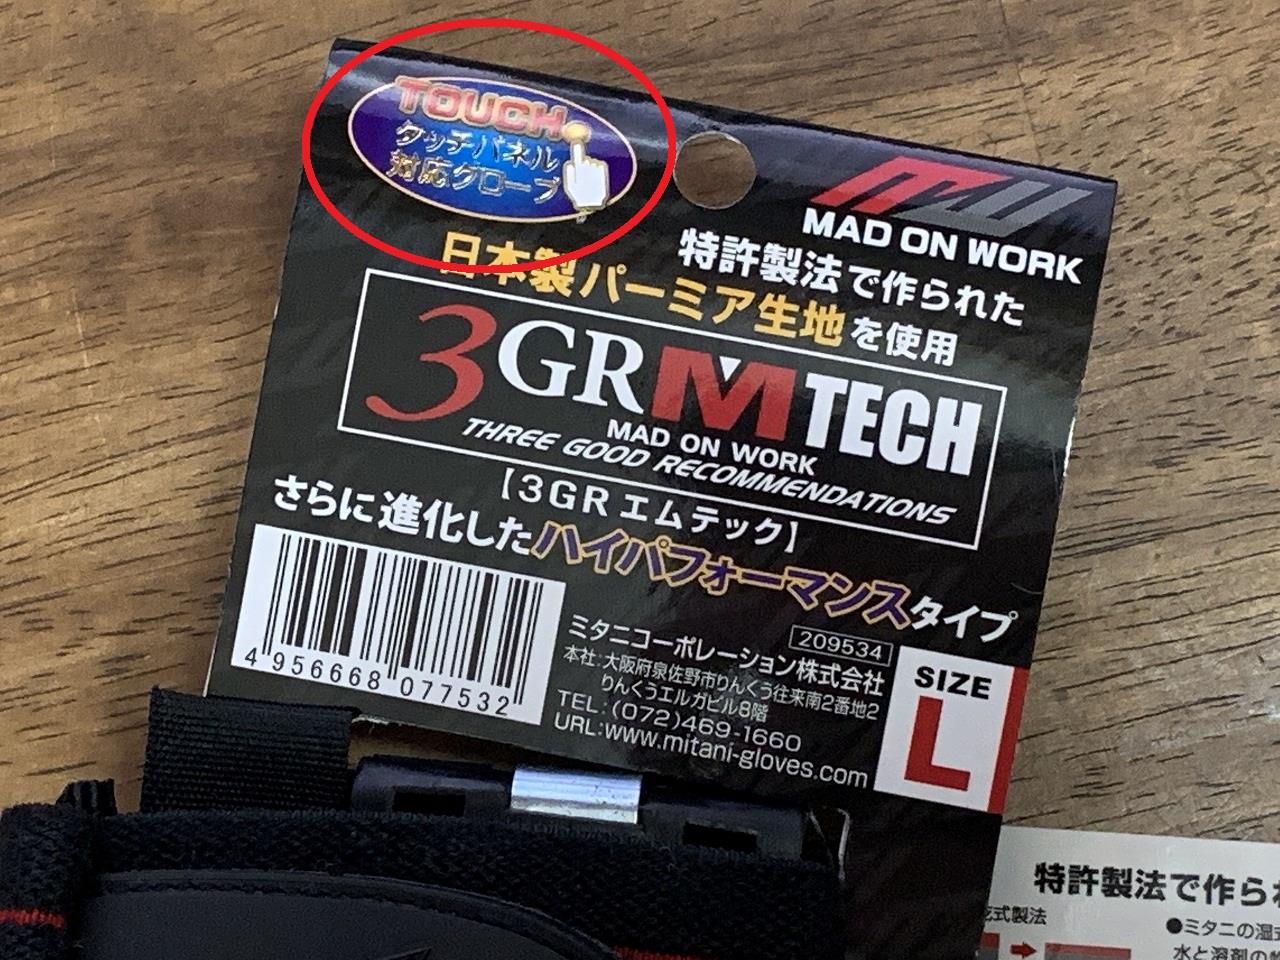 TOUCH
タッチパネル
対応グローブ
MAD ON WORK
特許製法で作られた
日本製パーミア生地を使用
3GRM TECH
MAD ON WORK
THREE GOOD RECOMMENDATIONS
【3GRエムテック】
さらに進化したハイパフォーマンスタイプ
4 956668 077532
209534
ミタニコーポレーション株式会社
本社:大阪府泉佐野市りんくう往来南2番地2
りんくうエルガビル8階
TEL:(072)469-1660
URL:www.mitani-gloves.com
SIZE
L
特許製法で作ら
式製法
●ミタニの湿
水と溶剤の